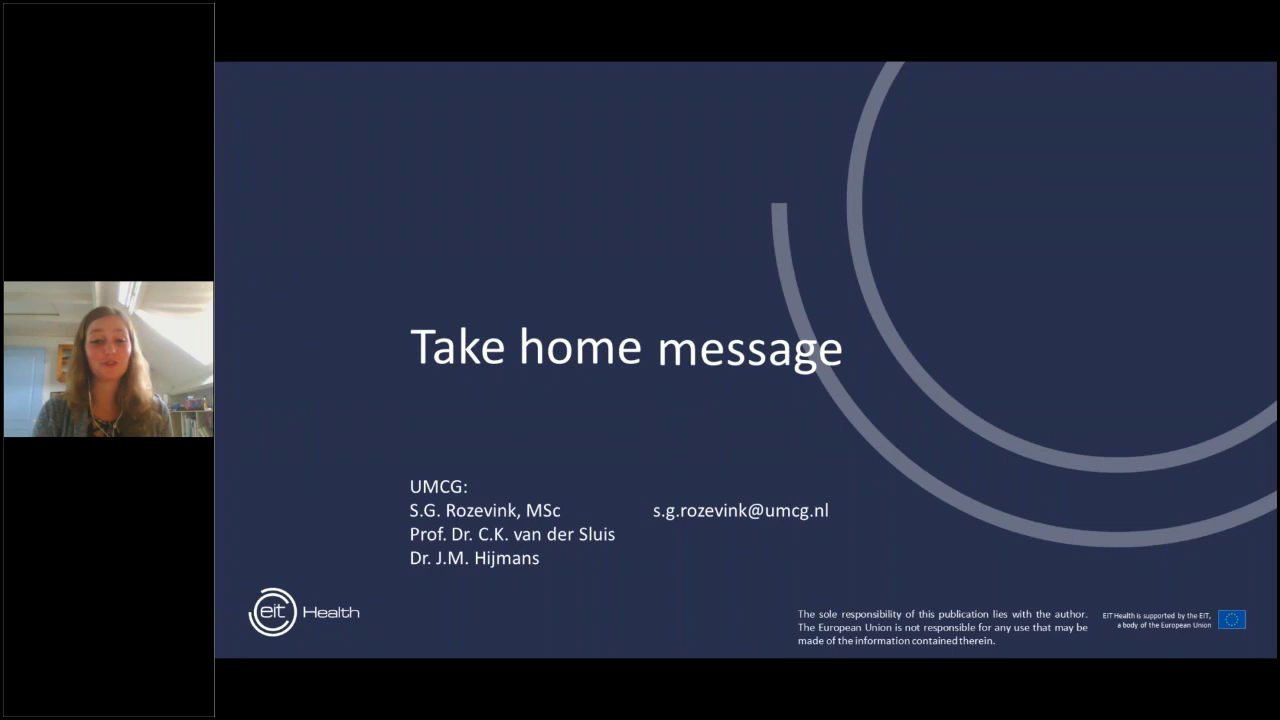 Take home message
UMCG:
S.G. Rozevink, MSc s.g.rozevink@umcg.nl
Prof. Dr. C.K. van der Sluis
Dr. J.M. Hijmans
eit Health
The sole responsibility of this publication lies with the author.
The European Union is not responsible for any use that may be
made of the information contained therein.
EIT Health is supported by the EIT,
a body of the European Union